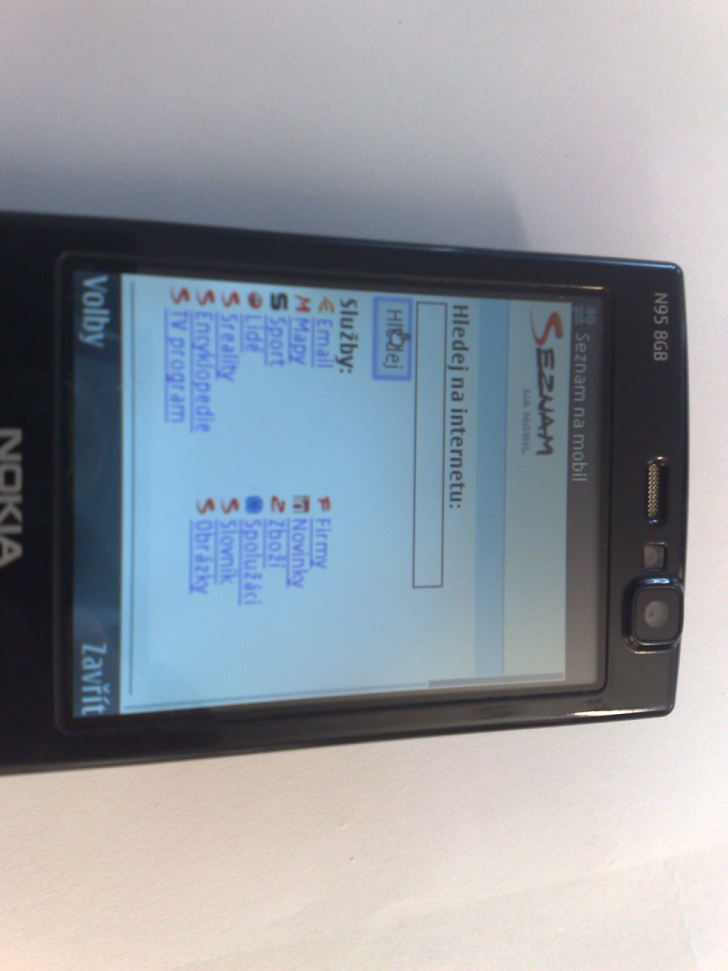 N95 8GB
3G Seznam na mobil
SEZNAM
NA MOBIL
Hledej na internetu:
Hledej
Služby:
Email Firmy
Mapy Novinky
Sport Zboží
Lidé Spolužáci
Sreality Slovník
Encyklopedie Obrázky
TV program
Volby Zavřít
NOKIA